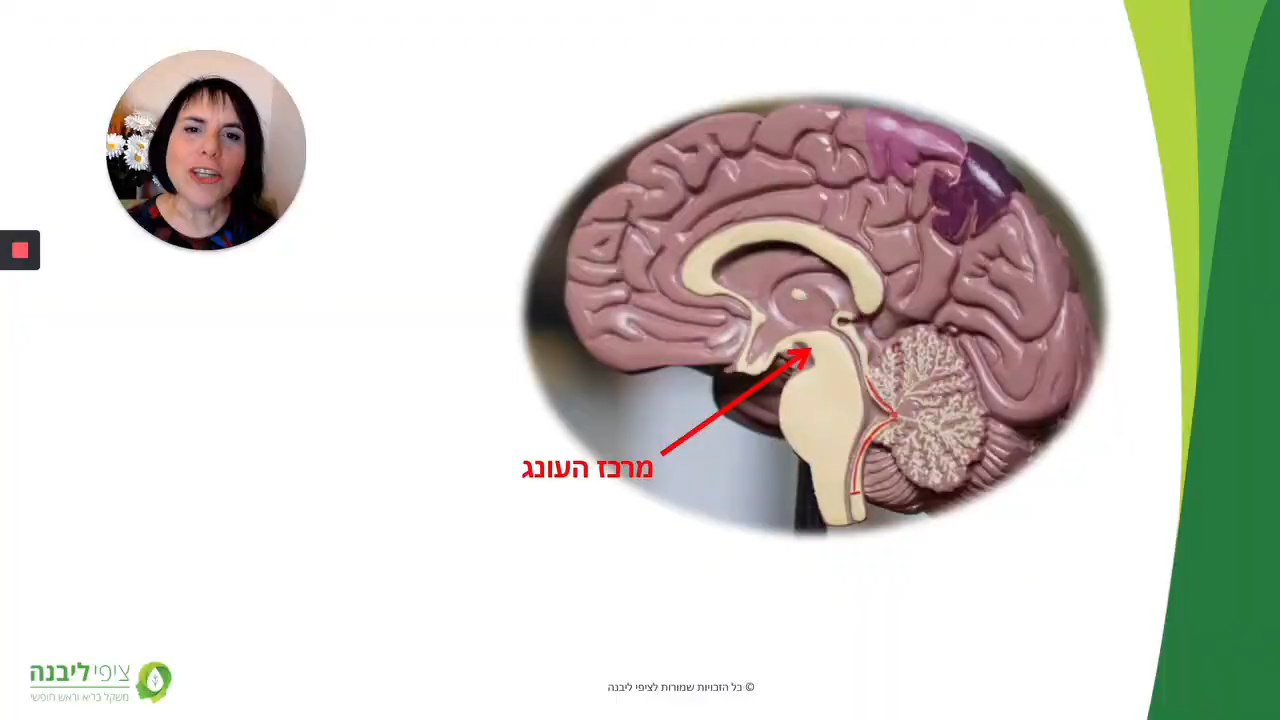 מרכז העונג
ציפי ליבנה
משקל בריא וראש חופשי
© כל הזכויות שמורות לציפי ליבנה